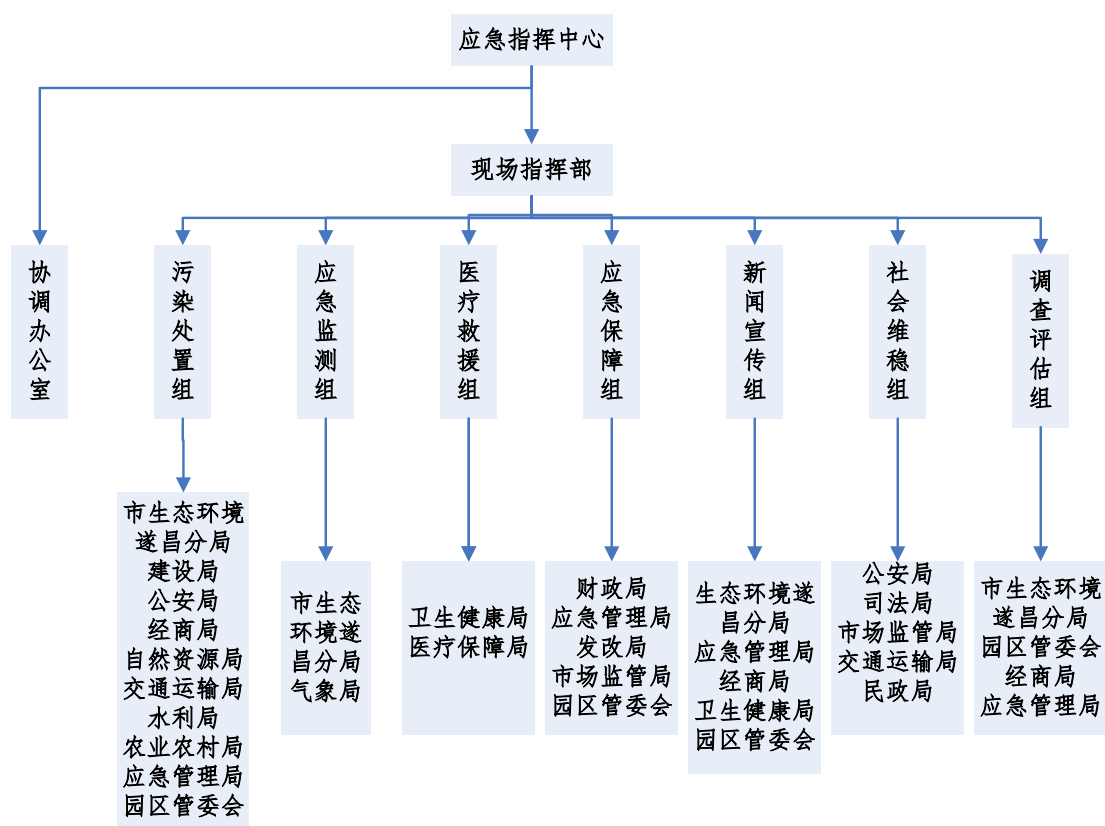 应急指挥中心
现场指挥部
协调办公室
污染处置组
应急监测组
医疗救援组
应急保障组
新闻宣传组
社会维稳组
调查评估组
市生态环境
遂昌分局
建设局
公安局
经商局
自然资源局
交通运输局
水利局
农业农村局
应急管理局
园区管委会
市生态
环境遂
昌分局
气象局
卫生健康局
医疗保障局
财政局
应急管理局
发改局
市场监管局
园区管委会
生态环境遂
昌分局
应急管理局
经商局
卫生健康局
园区管委会
公安局
司法局
市场监管局
交通运输局
民政局
市生态环境
遂昌分局
园区管委会
经商局
应急管理局